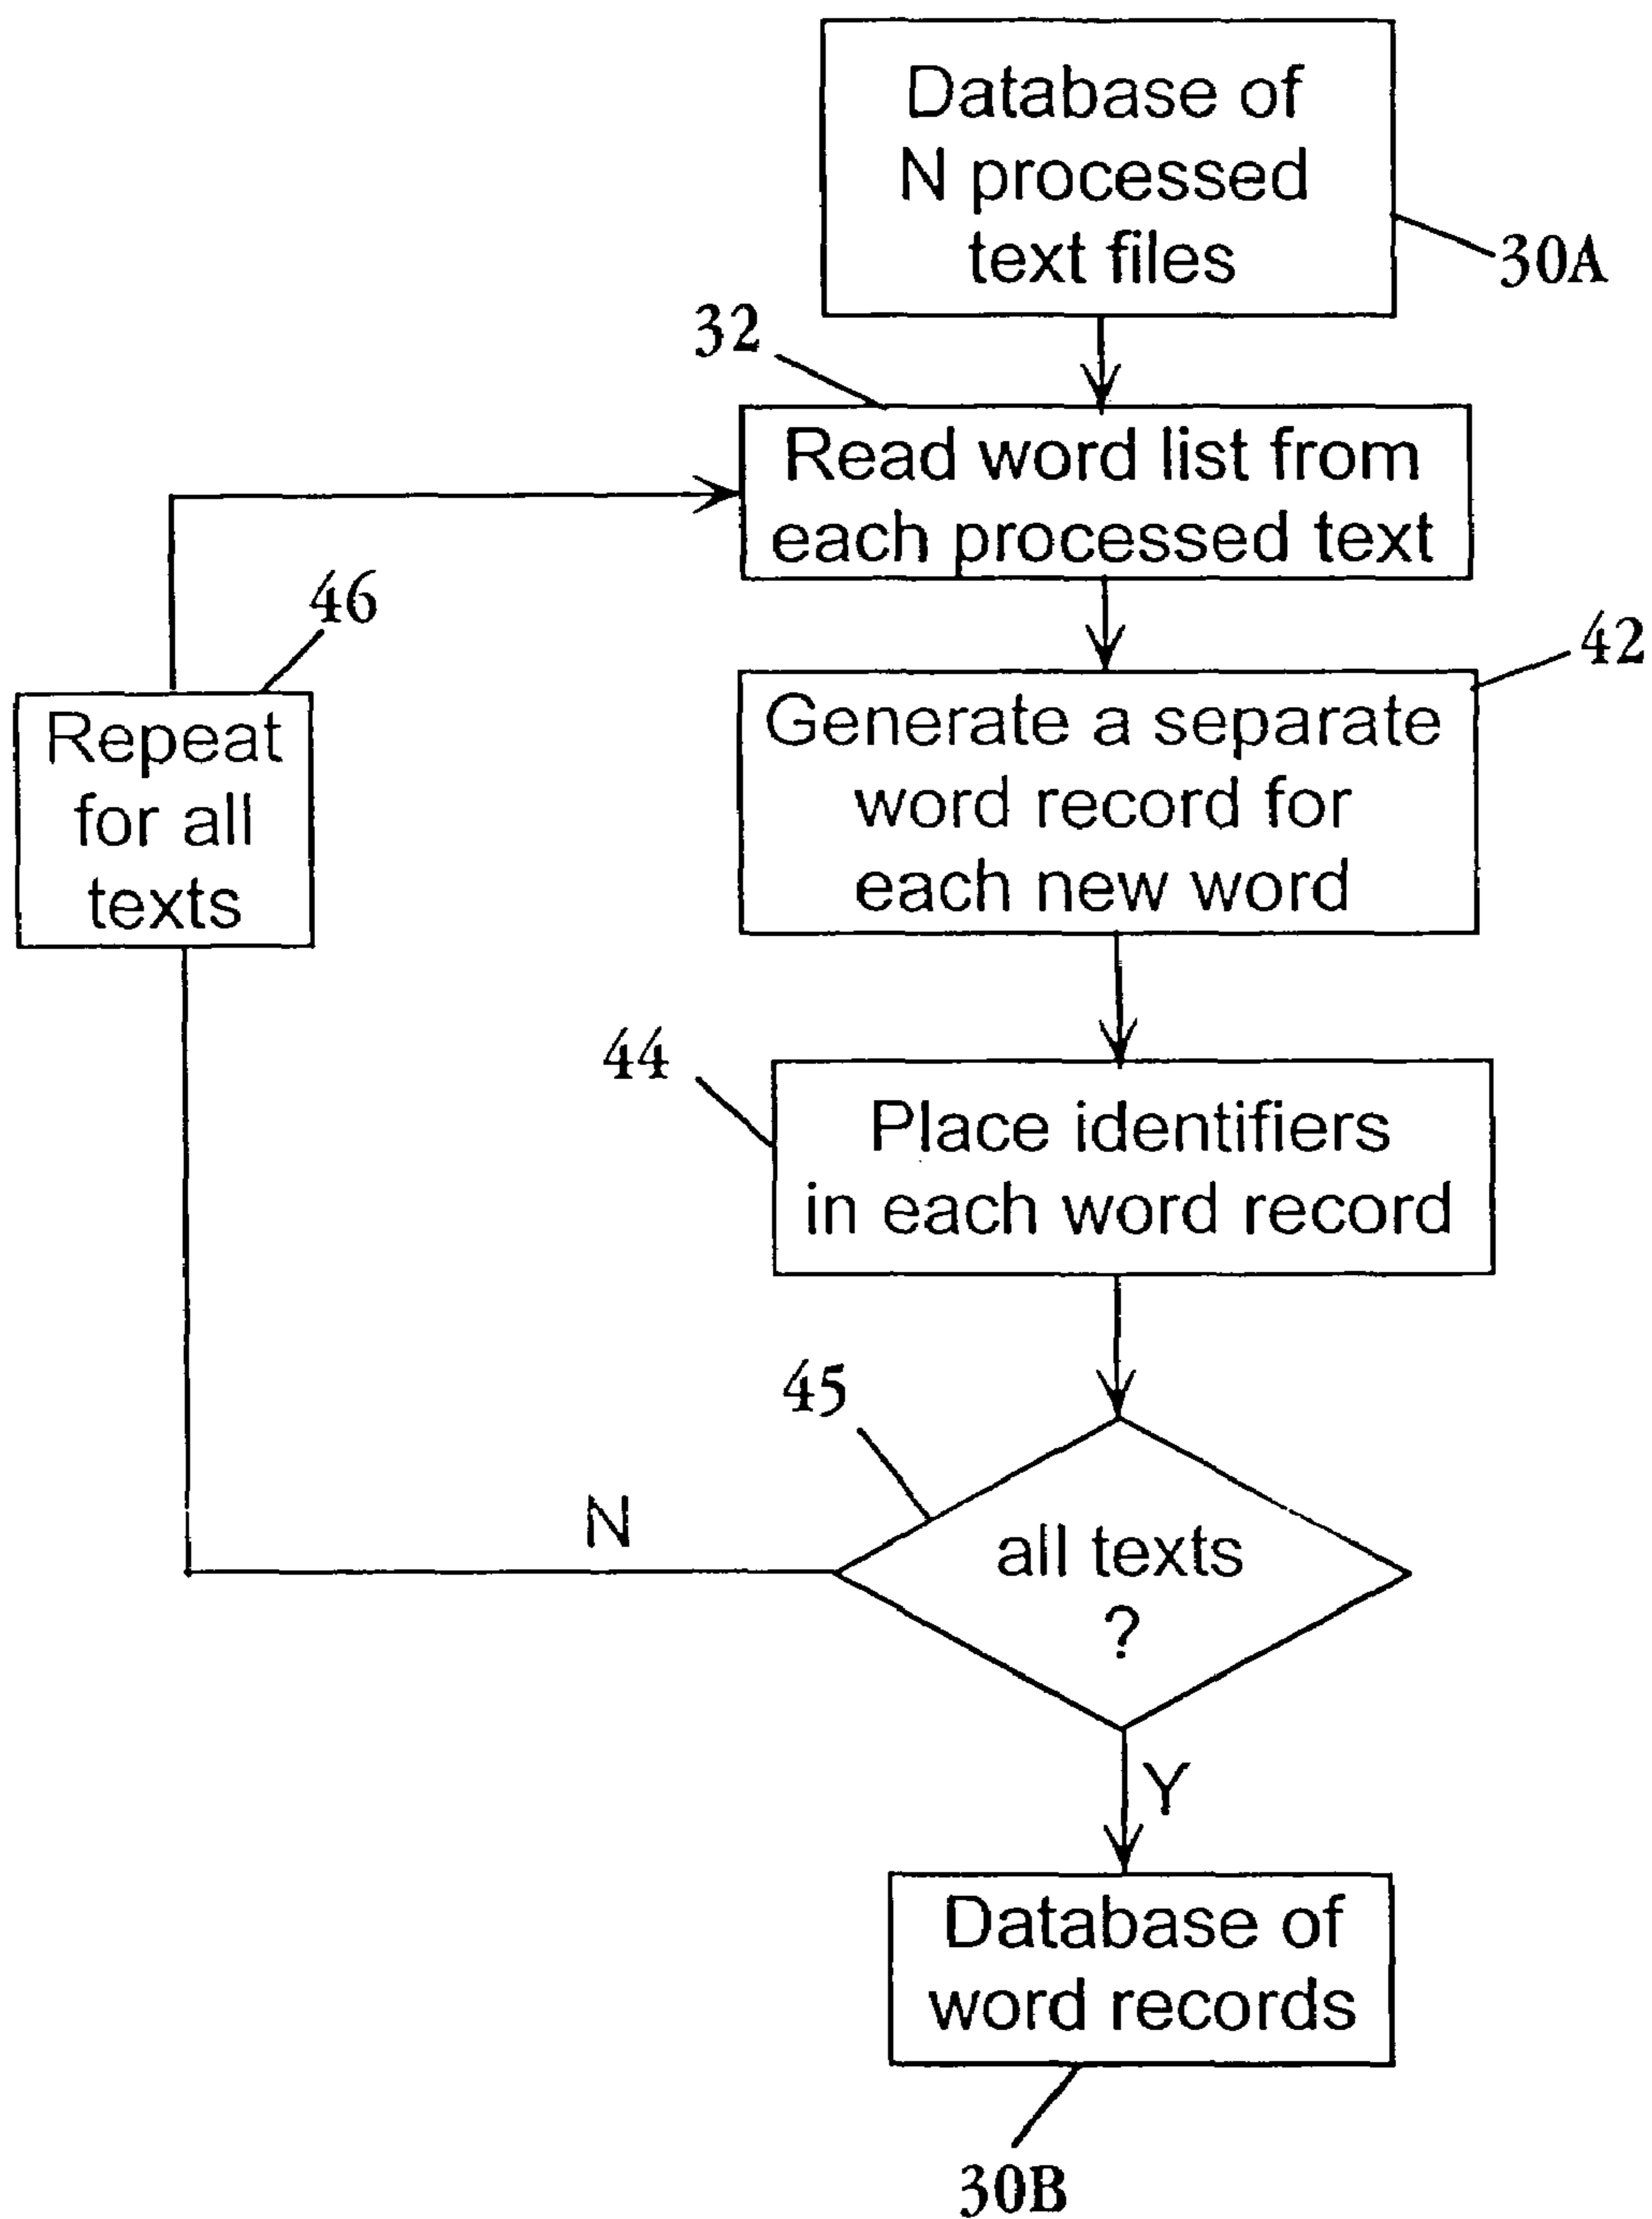 Database of
N processed
text files
30A
32
Read word list from
each processed text
46
Repeat
for all
texts
42
Generate a separate
word record for
each new word
44
Place identifiers
in each word record
45
N
all texts
?
Y
Database of
word records
30B